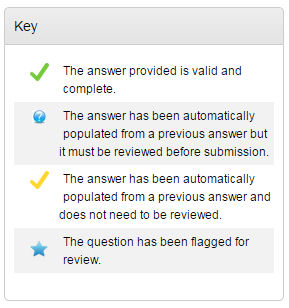 Key
The answer provided is valid and
complete.
The answer has been automatically
populated from a previous answer but
it must be reviewed before submission.
The answer has been automatically
populated from a previous answer and
does not need to be reviewed.
The question has been flagged for
review.